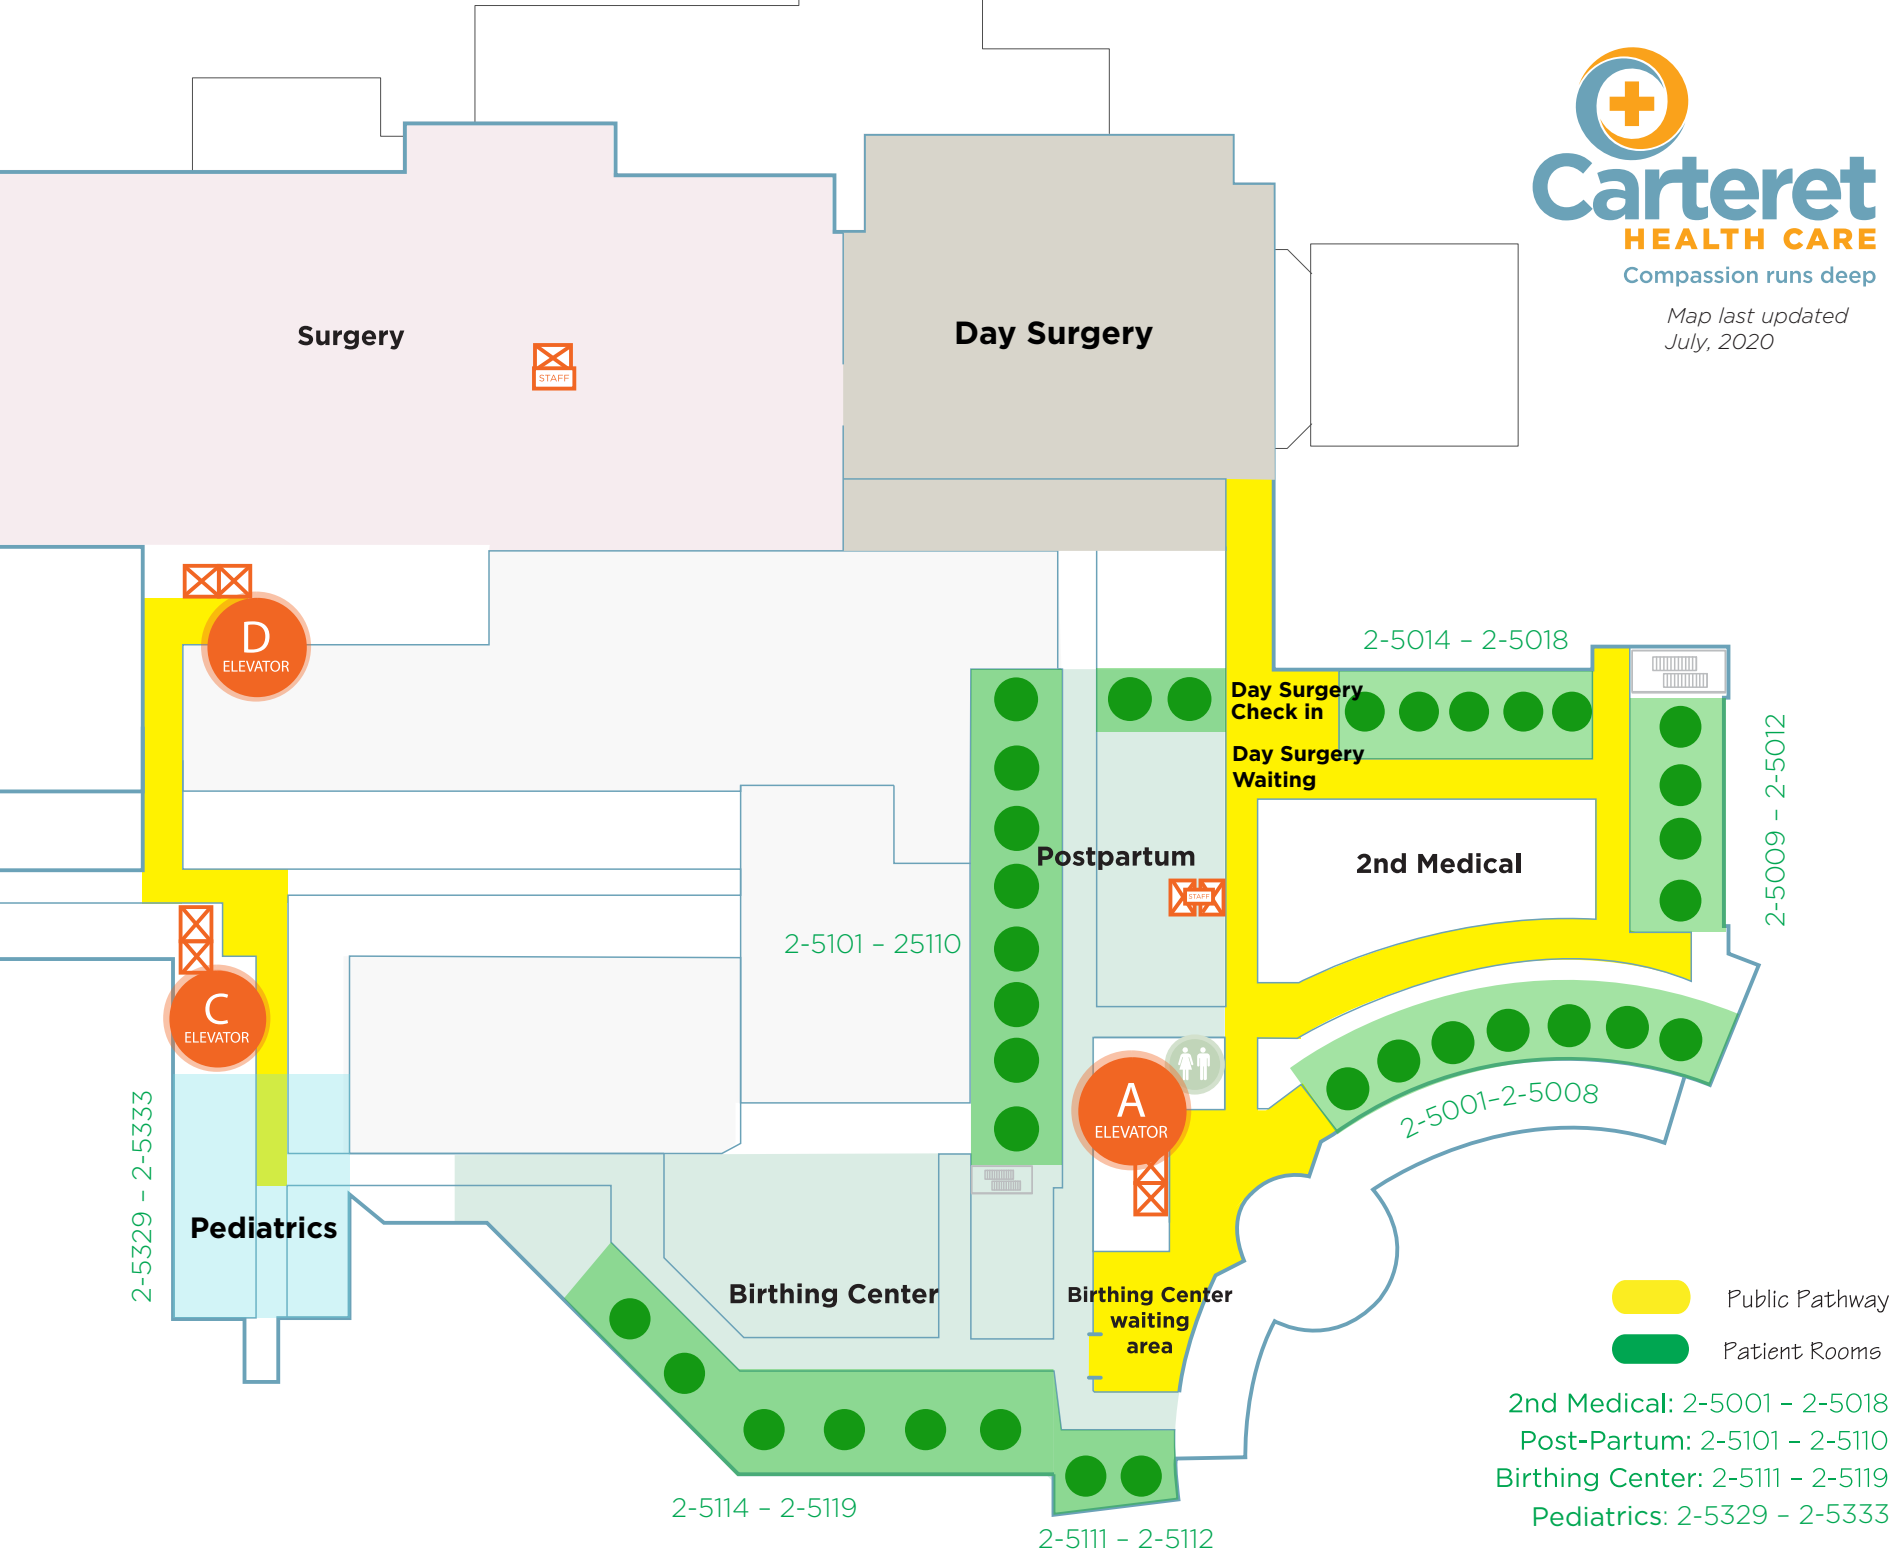 Carteret
HEALTH CARE
Compassion runs deep
Map last updated
July, 2020
Surgery
STAFF
Day Surgery
D
ELEVATOR
2-5014 – 2-5018
Day Surgery
Check in
Day Surgery
Waiting
2-5009 – 2-5012
Postpartum
2nd Medical
STAFF
2-5101 – 25110
C
ELEVATOR
A
ELEVATOR
2-5001–2-5008
2-5329 – 2-5333
Pediatrics
Birthing Center
Birthing Center
waiting
area
Public Pathway
Patient Rooms
2nd Medical: 2-5001 – 2-5018
Post-Partum: 2-5101 – 2-5110
Birthing Center: 2-5111 – 2-5119
Pediatrics: 2-5329 – 2-5333
2-5114 – 2-5119
2-5111 – 2-5112